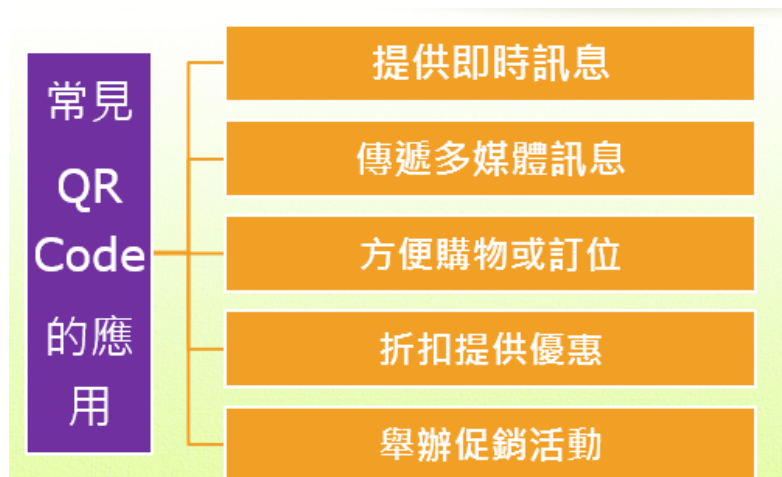 常見
QR
Code
的應
用
提供即時訊息
傳遞多媒體訊息
方便購物或訂位
折扣提供優惠
舉辦促銷活動